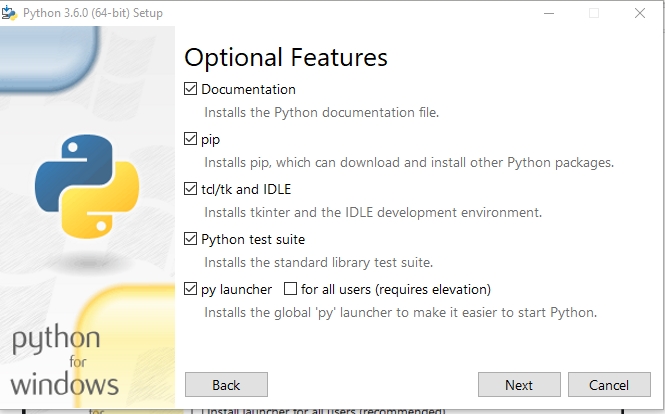 Python 3.6.0 (64-bit) Setup
Optional Features
Documentation
Installs the Python documentation file.
pip
Installs pip, which can download and install other Python packages.
tcl/tk and IDLE
Installs tkinter and the IDLE development environment.
Python test suite
Installs the standard library test suite.
py launcher for all users (requires elevation)
Installs the global 'py' launcher to make it easier to start Python.
python
for
windows
Back Next Cancel
Install launcher for all users (recommended)